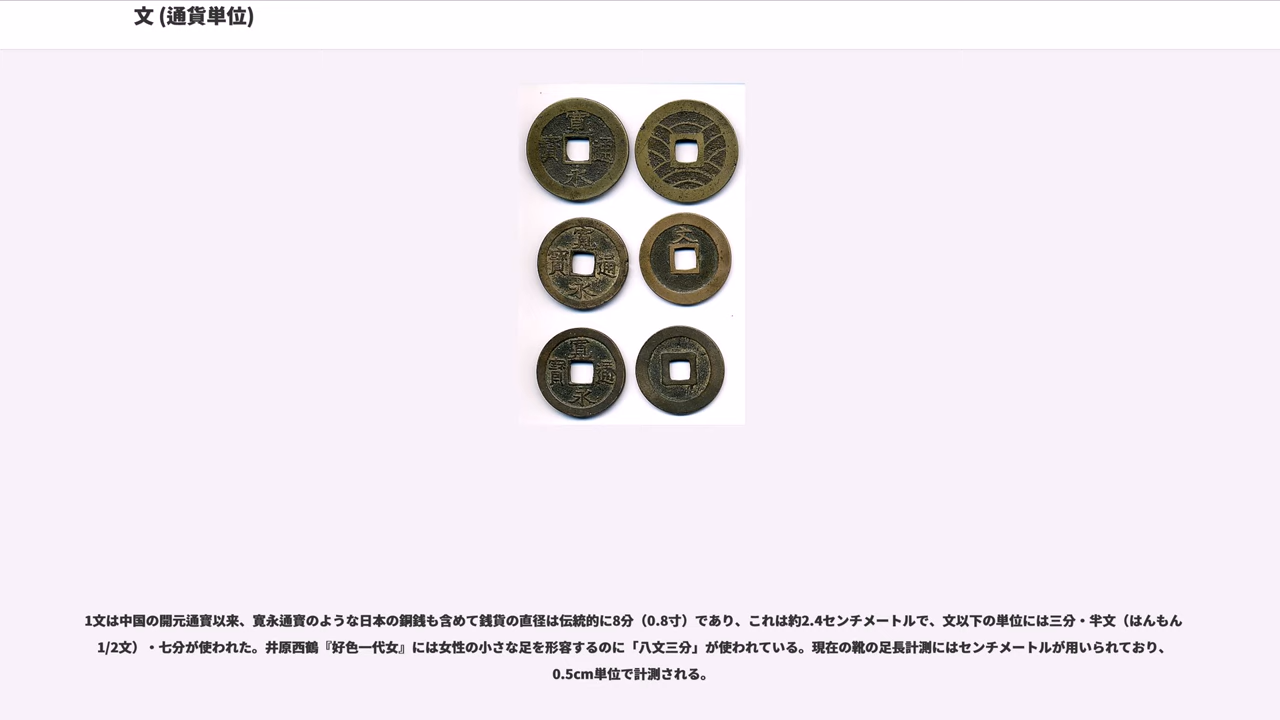 文 (通貨単位)
寛
寶 通
永
寛
寶 通
永
文
寛
寶 通
永
1文は中国の開元通寳以来、寛永通寳のような日本の銅銭も含めて銭貨の直径は伝統的に8分（0.8寸）であり、これは約2.4センチメートルで、文以下の単位には三分・半文（はんもん
1/2文）・七分が使われた。井原西鶴『好色一代女』には女性の小さな足を形容するのに「八文三分」が使われている。現在の靴の足長計測にはセンチメートルが用いられており、
0.5cm単位で計測される。